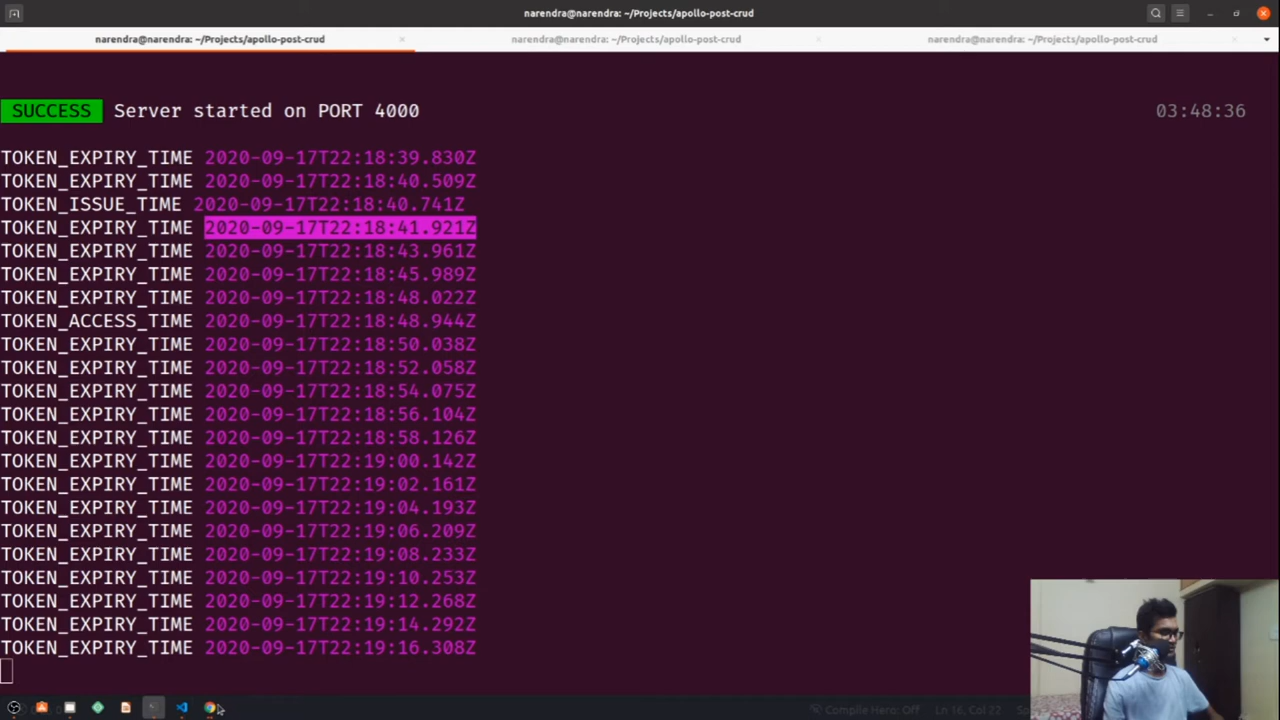 narendra@narendra: ~/Projects/apollo-post-crud
narendra@narendra: ~/Projects/apollo-post-crud
narendra@narendra: ~/Projects/apollo-post-crud
narendra@narendra: ~/Projects/apollo-post-crud
SUCCESS Server started on PORT 4000 03:48:36
TOKEN_EXPIRY_TIME 2020-09-17T22:18:39.830Z
TOKEN_EXPIRY_TIME 2020-09-17T22:18:40.509Z
TOKEN_ISSUE_TIME 2020-09-17T22:18:40.741Z
TOKEN_EXPIRY_TIME 2020-09-17T22:18:41.921Z
TOKEN_EXPIRY_TIME 2020-09-17T22:18:43.961Z
TOKEN_EXPIRY_TIME 2020-09-17T22:18:45.989Z
TOKEN_EXPIRY_TIME 2020-09-17T22:18:48.022Z
TOKEN_ACCESS_TIME 2020-09-17T22:18:48.944Z
TOKEN_EXPIRY_TIME 2020-09-17T22:18:50.038Z
TOKEN_EXPIRY_TIME 2020-09-17T22:18:52.058Z
TOKEN_EXPIRY_TIME 2020-09-17T22:18:54.075Z
TOKEN_EXPIRY_TIME 2020-09-17T22:18:56.104Z
TOKEN_EXPIRY_TIME 2020-09-17T22:18:58.126Z
TOKEN_EXPIRY_TIME 2020-09-17T22:19:00.142Z
TOKEN_EXPIRY_TIME 2020-09-17T22:19:02.161Z
TOKEN_EXPIRY_TIME 2020-09-17T22:19:04.193Z
TOKEN_EXPIRY_TIME 2020-09-17T22:19:06.209Z
TOKEN_EXPIRY_TIME 2020-09-17T22:19:08.233Z
TOKEN_EXPIRY_TIME 2020-09-17T22:19:10.253Z
TOKEN_EXPIRY_TIME 2020-09-17T22:19:12.268Z
TOKEN_EXPIRY_TIME 2020-09-17T22:19:14.292Z
TOKEN_EXPIRY_TIME 2020-09-17T22:19:16.308Z
Compile Hero: Off Ln 16, Col 22